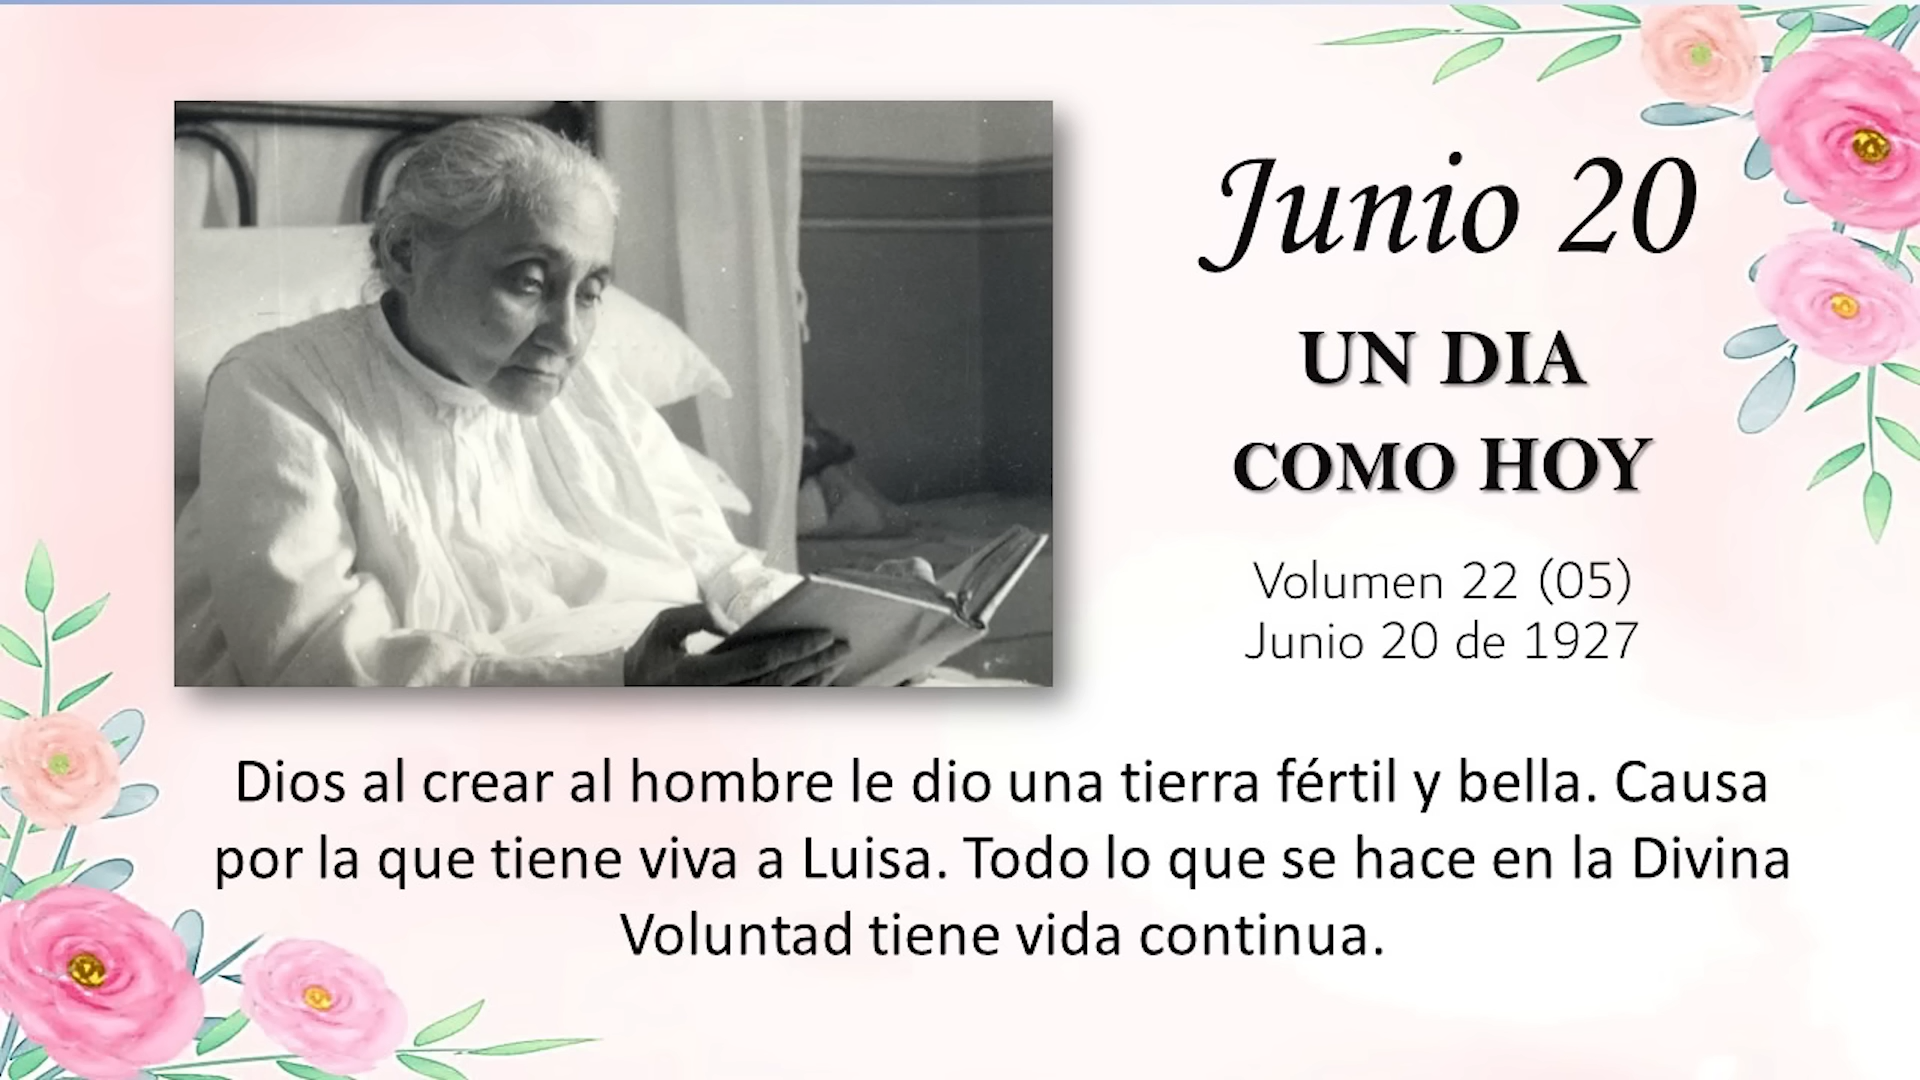 Junio 20
UN DIA
COMO HOY
Volumen 22 (05)
Junio 20 de 1927
Dios al crear al hombre le dio una tierra fértil y bella. Causa
por la que tiene viva a Luisa. Todo lo que se hace en la Divina
Voluntad tiene vida continua.